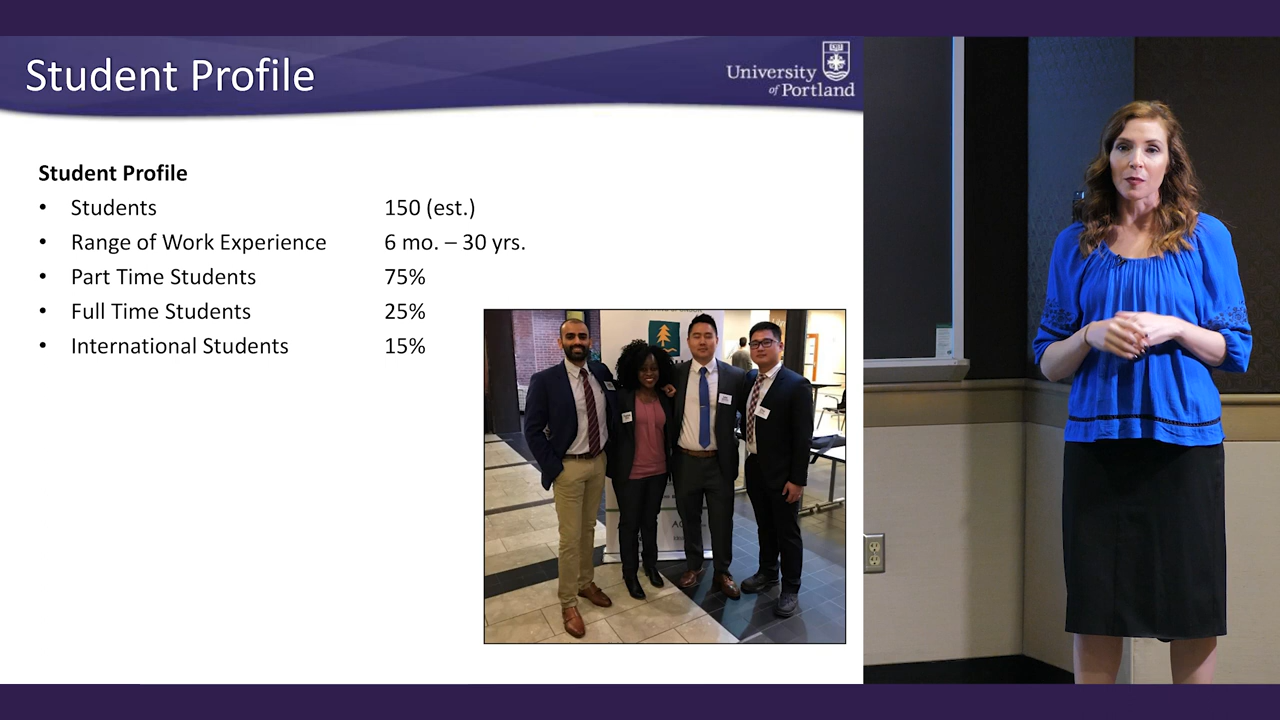 Student Profile
University
of Portland
Student Profile
• Students 150 (est.)
• Range of Work Experience 6 mo. – 30 yrs.
• Part Time Students 75%
• Full Time Students 25%
• International Students 15%